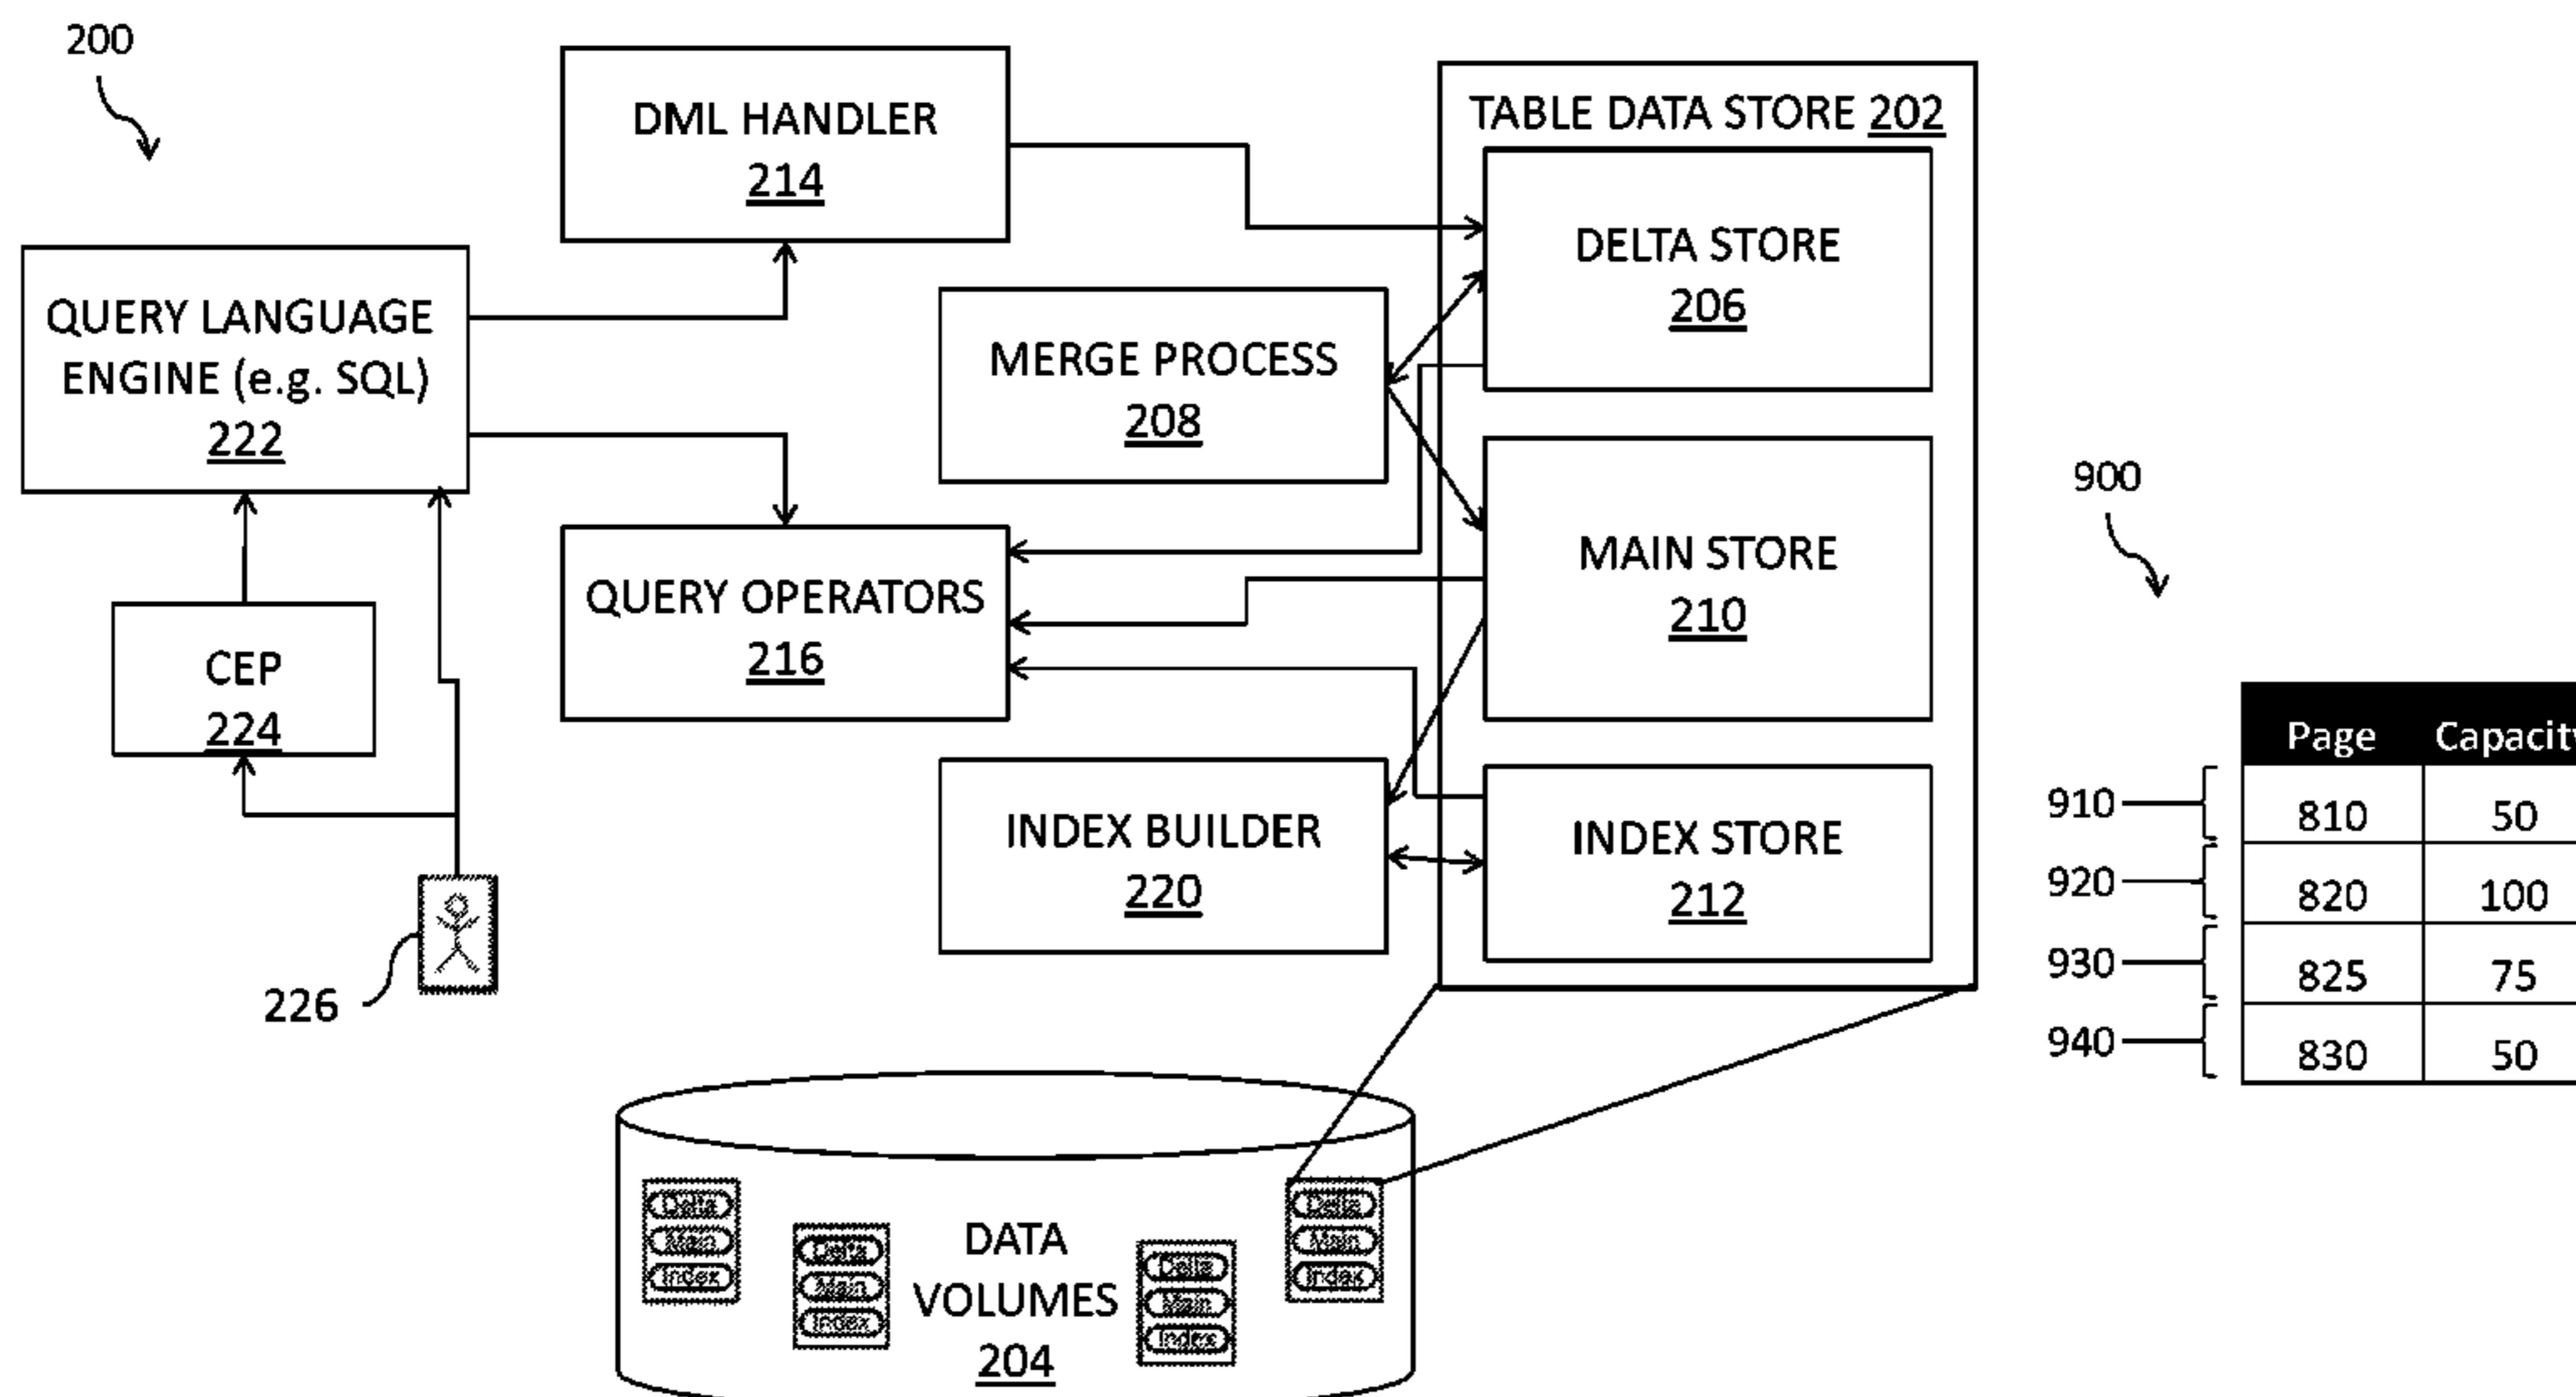 200
DML HANDLER
214
TABLE DATA STORE 202
DELTA STORE
206
QUERY LANGUAGE
ENGINE (e.g. SQL)
222
MERGE PROCESS
208
MAIN STORE
210
QUERY OPERATORS
216
CEP
224
INDEX BUILDER
220
INDEX STORE
212
226
DATA
VOLUMES
204
Delta
Main
Index
Delta
Main
Index
Delta
Main
Index
Delta
Main
Index
900
Page Capacity
910 810 50
920 820 100
930 825 75
940 830 50